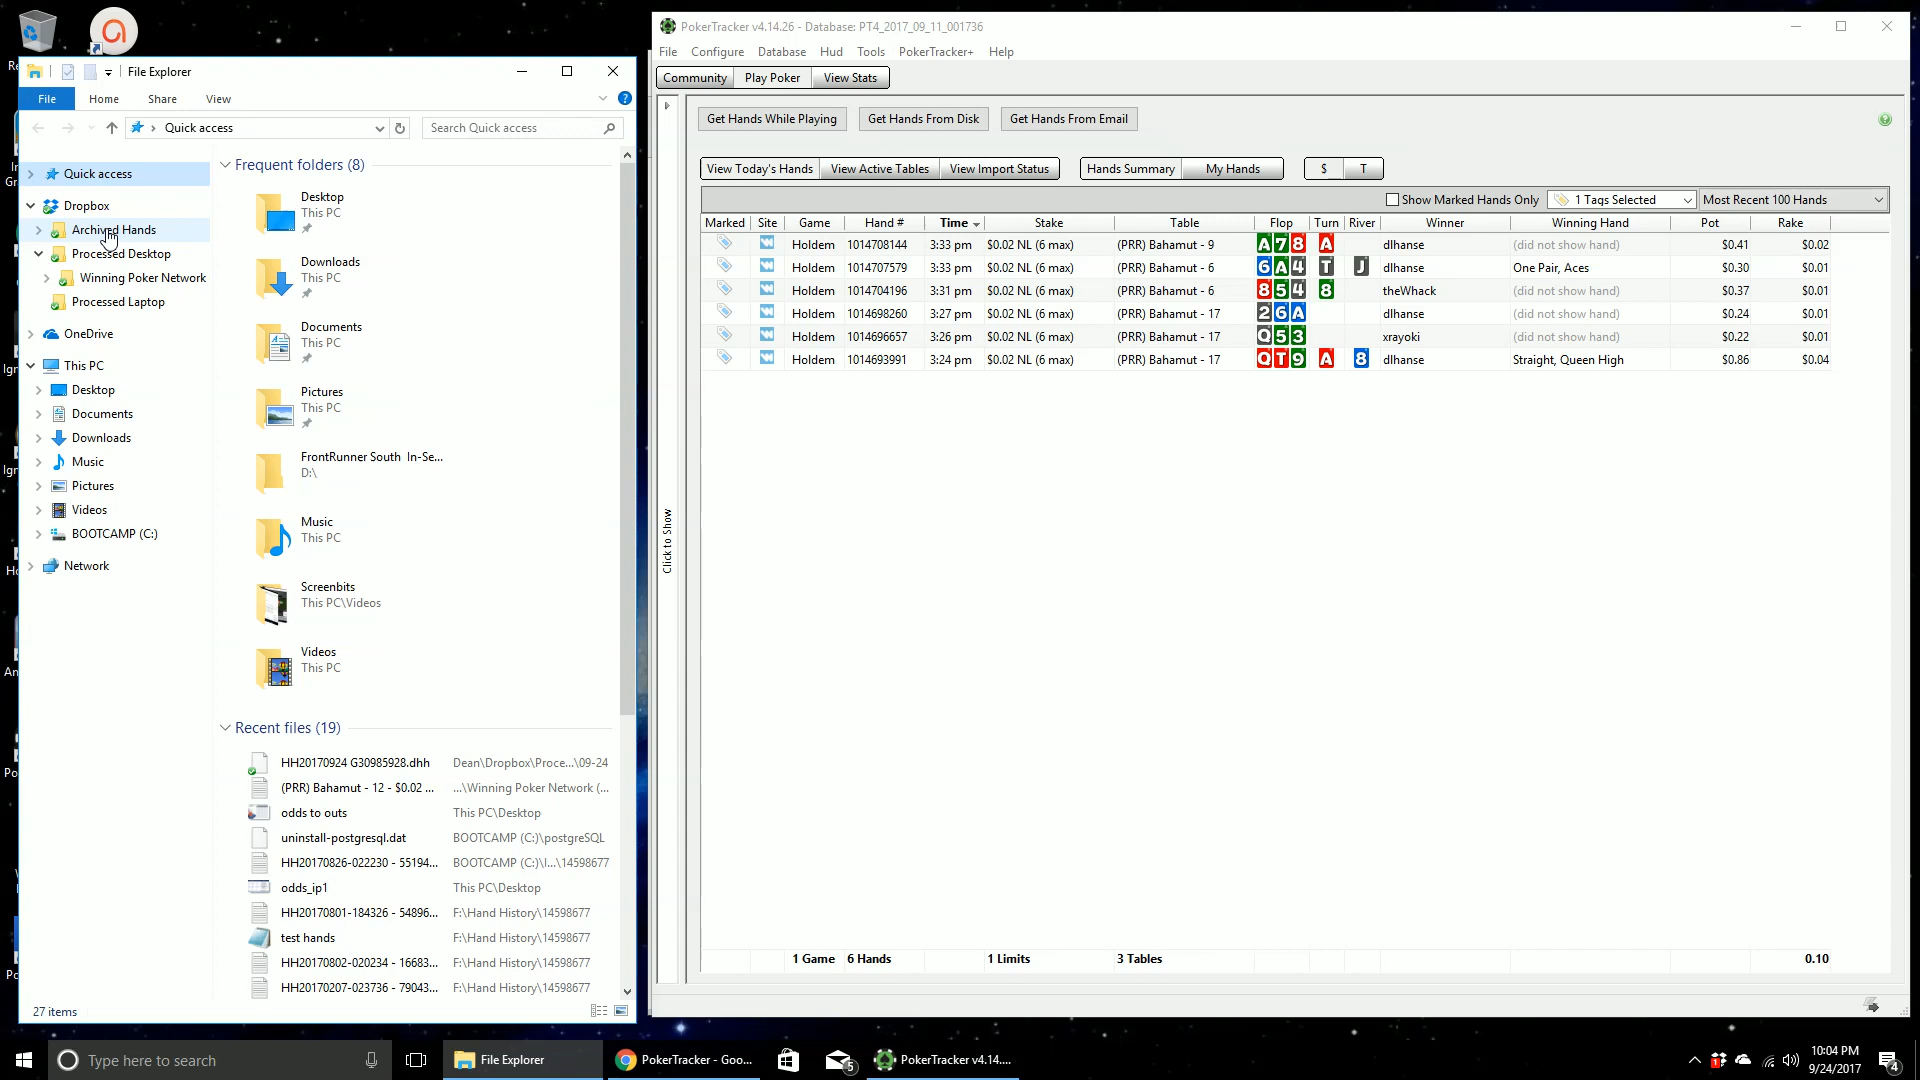 File Explorer
File Home Share View
Quick access
Search Quick access
Quick access
Dropbox
Archived Hands
Processed Desktop
Winning Poker Network
Processed Laptop
OneDrive
This PC
Desktop
Documents
Downloads
Music
Pictures
Videos
BOOTCAMP (C:)
Network
Frequent folders (8)
Desktop
This PC
Downloads
This PC
Documents
This PC
Pictures
This PC
FrontRunner South In-Se...
D:\
Music
This PC
Screenbits
This PC\Videos
Videos
This PC
Recent files (19)
HH20170924 G30985928.dhh Dean\Dropbox\Proce...\09-24
(PRR) Bahamut - 12 - $0.02 ... ...\Winning Poker Network (...
odds to outs This PC\Desktop
uninstall-postgresql.dat BOOTCAMP (C:)\postgreSQL
HH20170826-022230 - 55194... BOOTCAMP (C:)\I...\14598677
odds_ip1 This PC\Desktop
HH20170801-184326 - 54896... F:\Hand History\14598677
test hands F:\Hand History\14598677
HH20170802-020234 - 16683... F:\Hand History\14598677
HH20170207-023736 - 79043... F:\Hand History\14598677
27 items
PokerTracker v4.14.26 - Database: PT4_2017_09_11_001736
File Configure Database Hud Tools PokerTracker+ Help
Community Play Poker View Stats
Get Hands While Playing Get Hands From Disk Get Hands From Email
View Today's Hands View Active Tables View Import Status Hands Summary My Hands $ T
Show Marked Hands Only 1 Tags Selected Most Recent 100 Hands
Marked Site Game Hand # Time Stake Table Flop Turn River Winner Winning Hand Pot Rake
Holdem 1014708144 3:33 pm $0.02 NL (6 max) (PRR) Bahamut - 9 A 7 8 A dlhanse (did not show hand) $0.41 $0.02
Holdem 1014707579 3:33 pm $0.02 NL (6 max) (PRR) Bahamut - 6 6 A 4 T J dlhanse One Pair, Aces $0.30 $0.01
Holdem 1014704196 3:31 pm $0.02 NL (6 max) (PRR) Bahamut - 6 8 5 4 8 theWhack (did not show hand) $0.37 $0.01
Holdem 1014698260 3:27 pm $0.02 NL (6 max) (PRR) Bahamut - 17 2 6 A dlhanse (did not show hand) $0.24 $0.01
Holdem 1014696657 3:26 pm $0.02 NL (6 max) (PRR) Bahamut - 17 Q 5 3 xrayoki (did not show hand) $0.22 $0.01
Holdem 1014693991 3:24 pm $0.02 NL (6 max) (PRR) Bahamut - 17 Q T 9 A 8 dlhanse Straight, Queen High $0.86 $0.04
Click to Show
1 Game 6 Hands 1 Limits 3 Tables 0.10
Type here to search
File Explorer
PokerTracker - Goo...
5
PokerTracker v4.14....
1
10:04 PM
9/24/2017
4